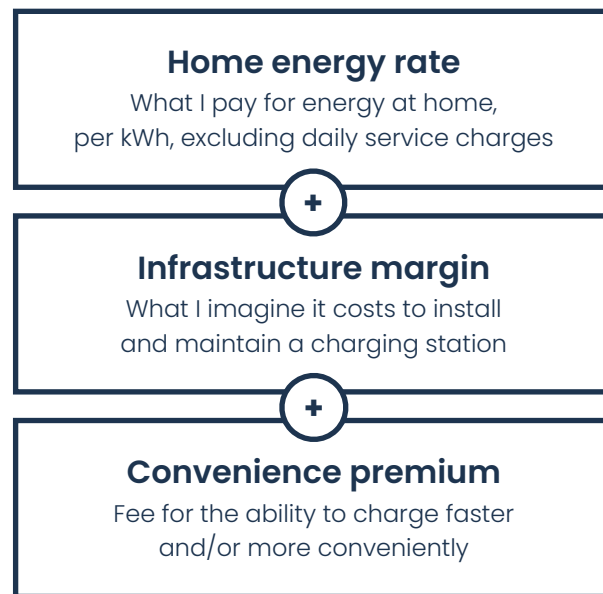 Home energy rate
What I pay for energy at home,
per kWh, excluding daily service charges
+
Infrastructure margin
What I imagine it costs to install
and maintain a charging station
+
Convenience premium
Fee for the ability to charge faster
and/or more conveniently